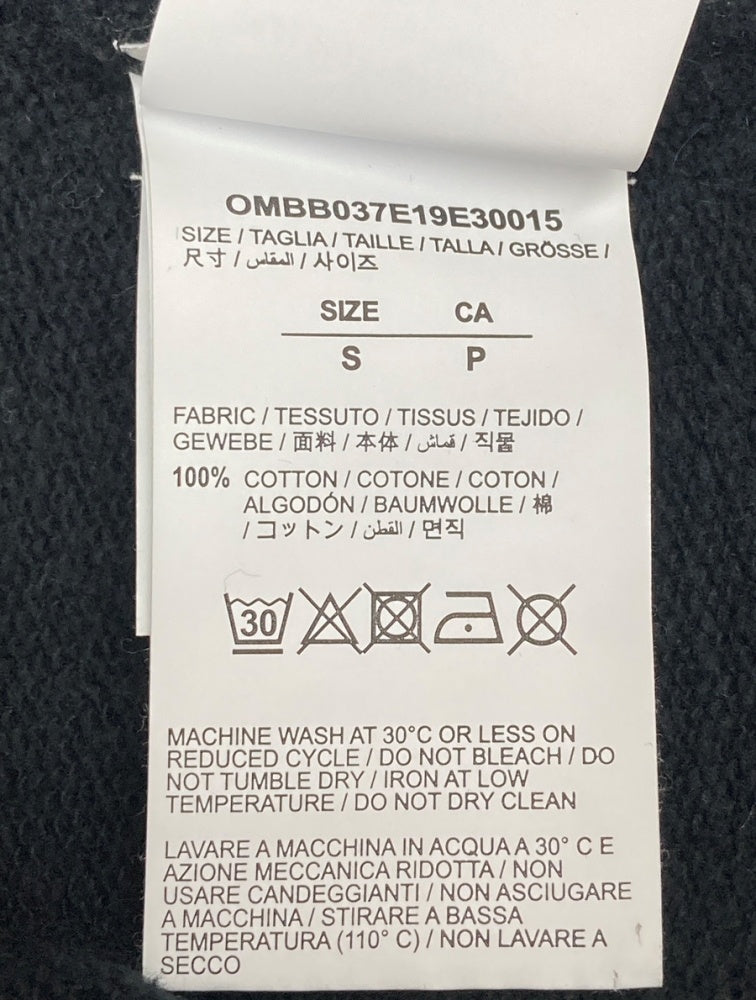 OMBB037E19E30015
SIZE / TAGLIA / TAILLE / TALLA / GRÖSSE /
尺寸 / المقاس / 사이즈
SIZE CA
S P
FABRIC / TESSUTO / TISSUS / TEJIDO /
GEWEBE / 面料 / 本体 / قماش / 직물
100% COTTON / COTONE / COTON /
ALGODÓN / BAUMWOLLE / 棉
/ コットン / القطن / 면직
30
MACHINE WASH AT 30°C OR LESS ON
REDUCED CYCLE / DO NOT BLEACH / DO
NOT TUMBLE DRY / IRON AT LOW
TEMPERATURE / DO NOT DRY CLEAN
LAVARE A MACCHINA IN ACQUA A 30° C E
AZIONE MECCANICA RIDOTTA / NON
USARE CANDEGGIANTI / NON ASCIUGARE
A MACCHINA / STIRARE A BASSA
TEMPERATURA (110° C) / NON LAVARE A
SECCO